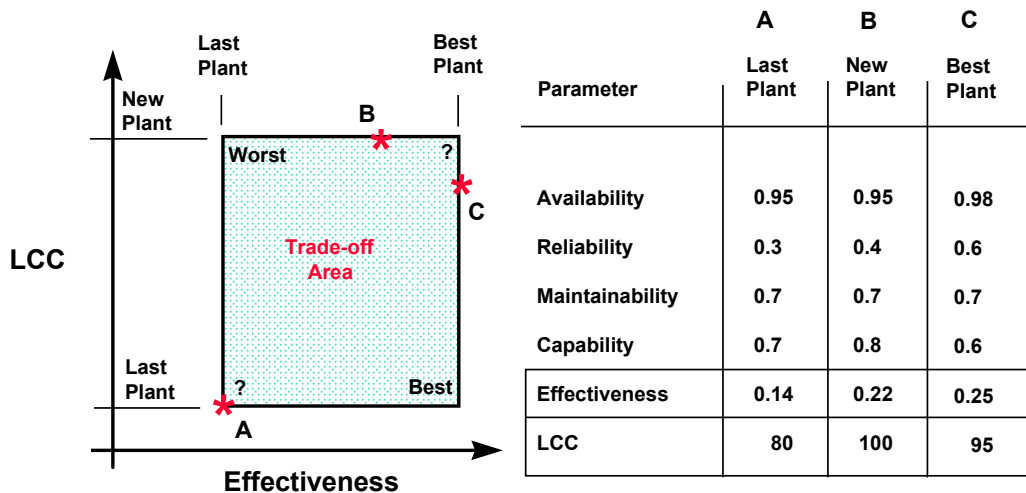 Last
Plant
Best
Plant
New
Plant
B
Worst
?
C
LCC
Trade-off
Area
Last
Plant
?
Best
A
Effectiveness
A B C
Parameter
Last
Plant
New
Plant
Best
Plant
Availability 0.95 0.95 0.98
Reliability 0.3 0.4 0.6
Maintainability 0.7 0.7 0.7
Capability 0.7 0.8 0.6
Effectiveness 0.14 0.22 0.25
LCC 80 100 95